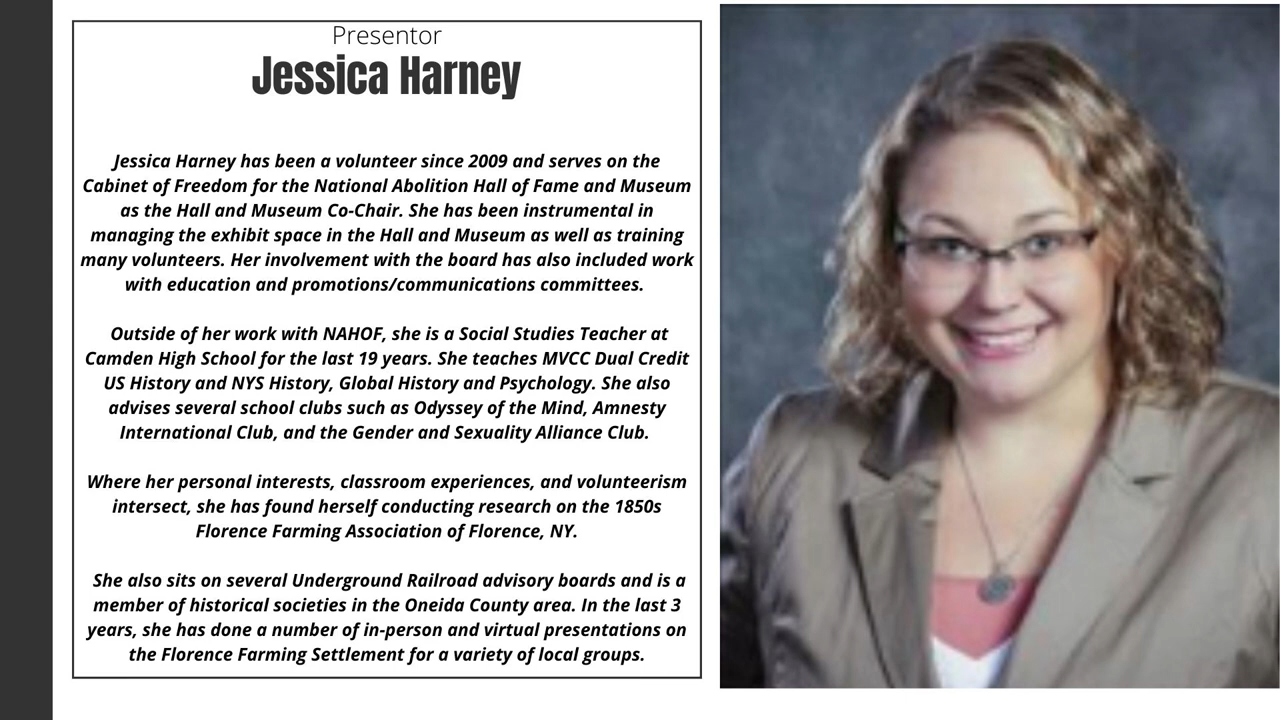 Presentor
Jessica Harney
Jessica Harney has been a volunteer since 2009 and serves on the
Cabinet of Freedom for the National Abolition Hall of Fame and Museum
as the Hall and Museum Co-Chair. She has been instrumental in
managing the exhibit space in the Hall and Museum as well as training
many volunteers. Her involvement with the board has also included work
with education and promotions/communications committees.
Outside of her work with NAHOF, she is a Social Studies Teacher at
Camden High School for the last 19 years. She teaches MVCC Dual Credit
US History and NYS History, Global History and Psychology. She also
advises several school clubs such as Odyssey of the Mind, Amnesty
International Club, and the Gender and Sexuality Alliance Club.
Where her personal interests, classroom experiences, and volunteerism
intersect, she has found herself conducting research on the 1850s
Florence Farming Association of Florence, NY.
She also sits on several Underground Railroad advisory boards and is a
member of historical societies in the Oneida County area. In the last 3
years, she has done a number of in-person and virtual presentations on
the Florence Farming Settlement for a variety of local groups.